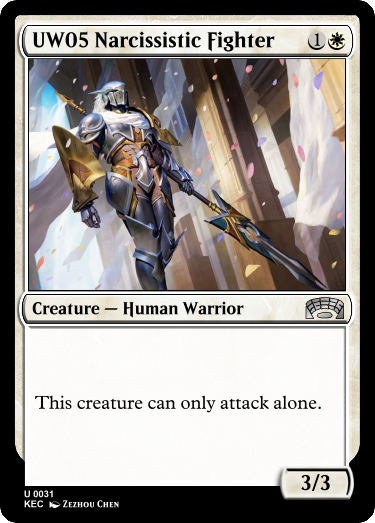 UW05 Narcissistic Fighter 1
Creature — Human Warrior
This creature can only attack alone.
3/3
U 0031
KEC Zezhou Chen